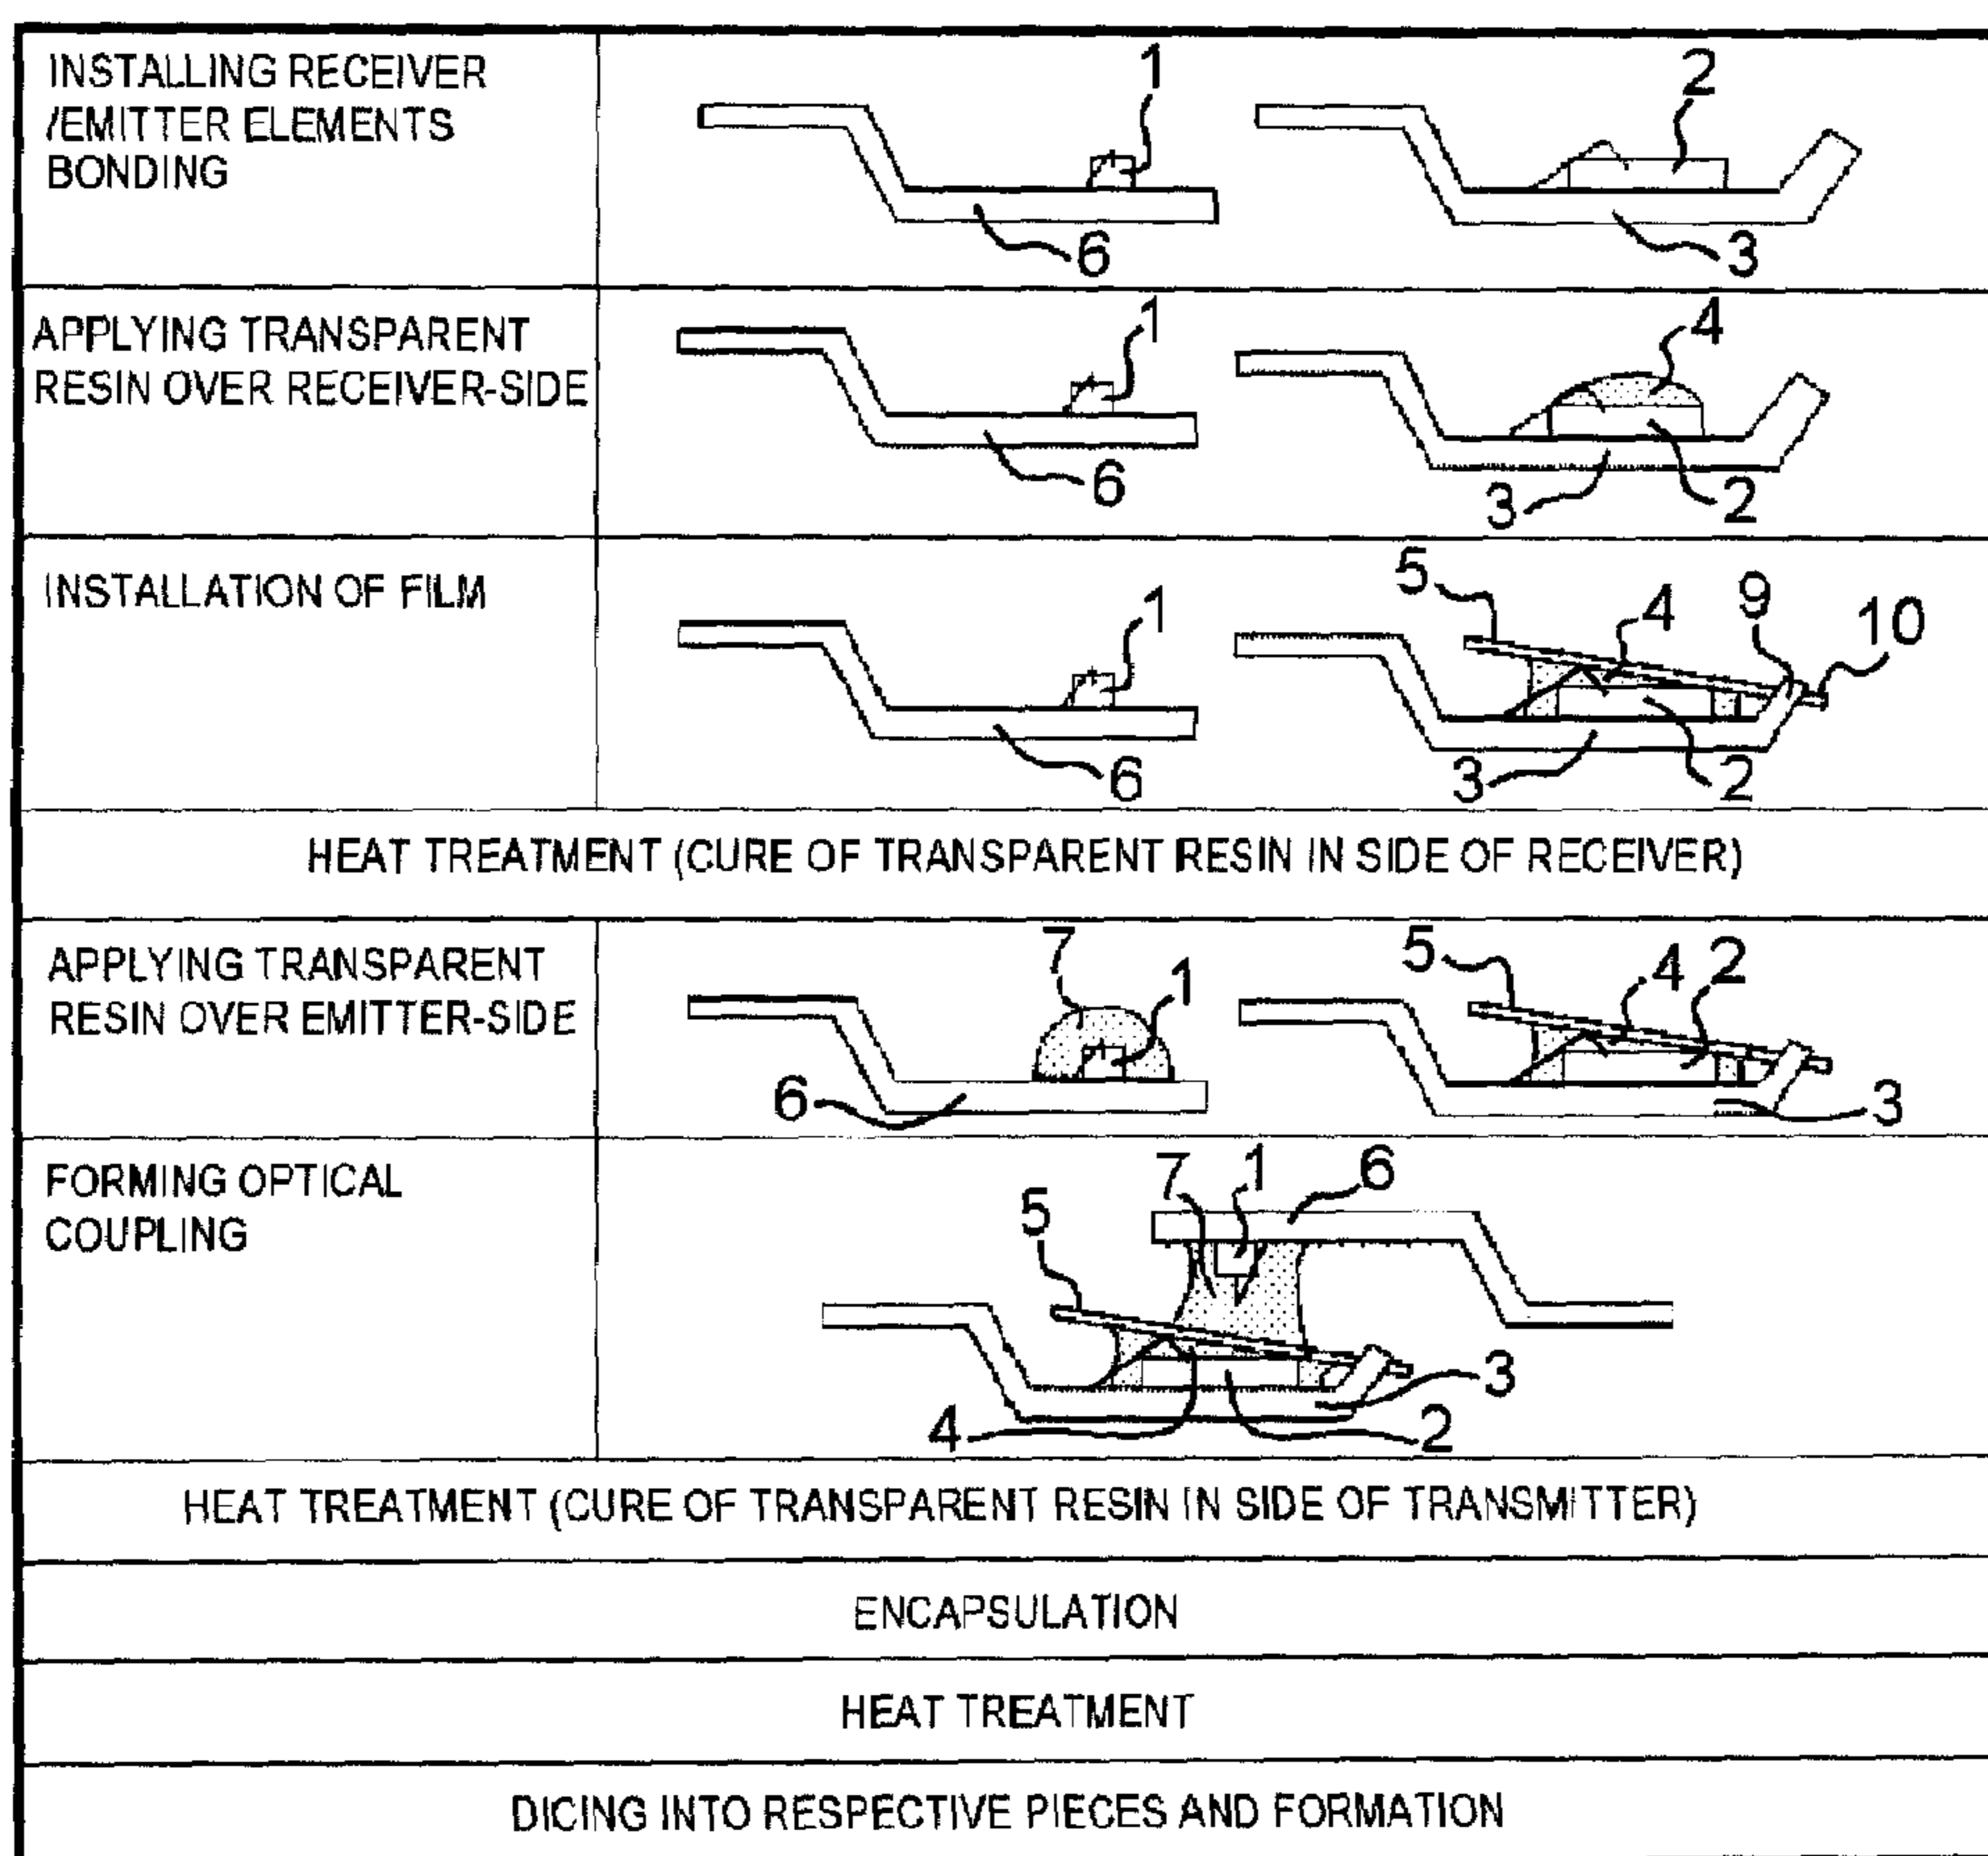 INSTALLING RECEIVER
/EMITTER ELEMENTS
BONDING
1
2
6
3
APPLYING TRANSPARENT
RESIN OVER RECEIVER-SIDE
1
4
6
3
2
INSTALLATION OF FILM
5
4
9
10
1
6
3
2
HEAT TREATMENT (CURE OF TRANSPARENT RESIN IN SIDE OF RECEIVER)
APPLYING TRANSPARENT
RESIN OVER EMITTER-SIDE
7
1
5
4
2
6
3
FORMING OPTICAL
COUPLING
7
1
6
5
3
4
2
HEAT TREATMENT (CURE OF TRANSPARENT RESIN IN SIDE OF TRANSMITTER)
ENCAPSULATION
HEAT TREATMENT
DICING INTO RESPECTIVE PIECES AND FORMATION